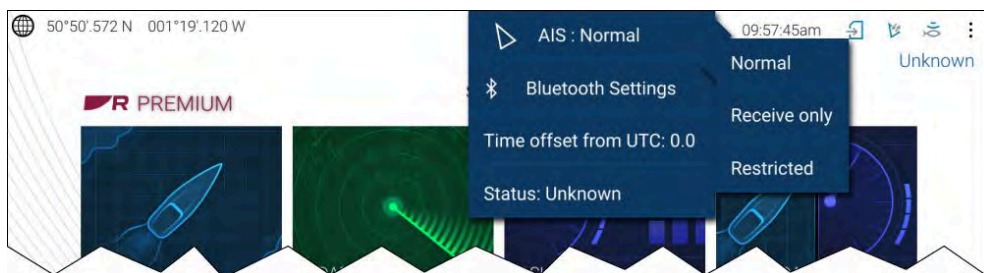 50°50'.572 N 001°19'.120 W
09:57:45am
Unknown
R PREMIUM
AIS : Normal
Bluetooth Settings
Time offset from UTC: 0.0
Status: Unknown
Normal
Receive only
Restricted